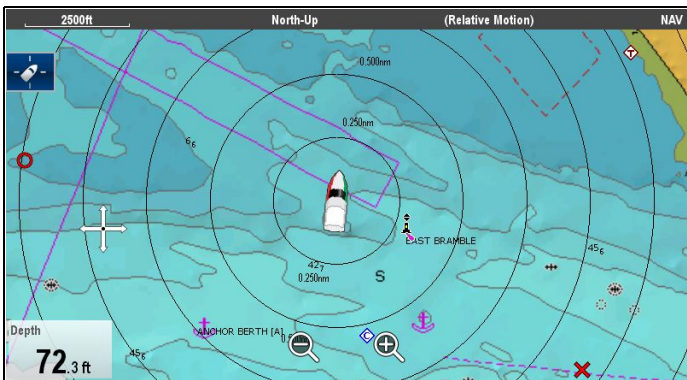 2500ft North-Up (Relative Motion) NAV
0.500nm
0.250nm
6₆
EAST BRAMBLE
45₆
42₇
S
0.250nm
T
C
ANCHOR BERTH [A]
45₆
Depth
72.3 ft